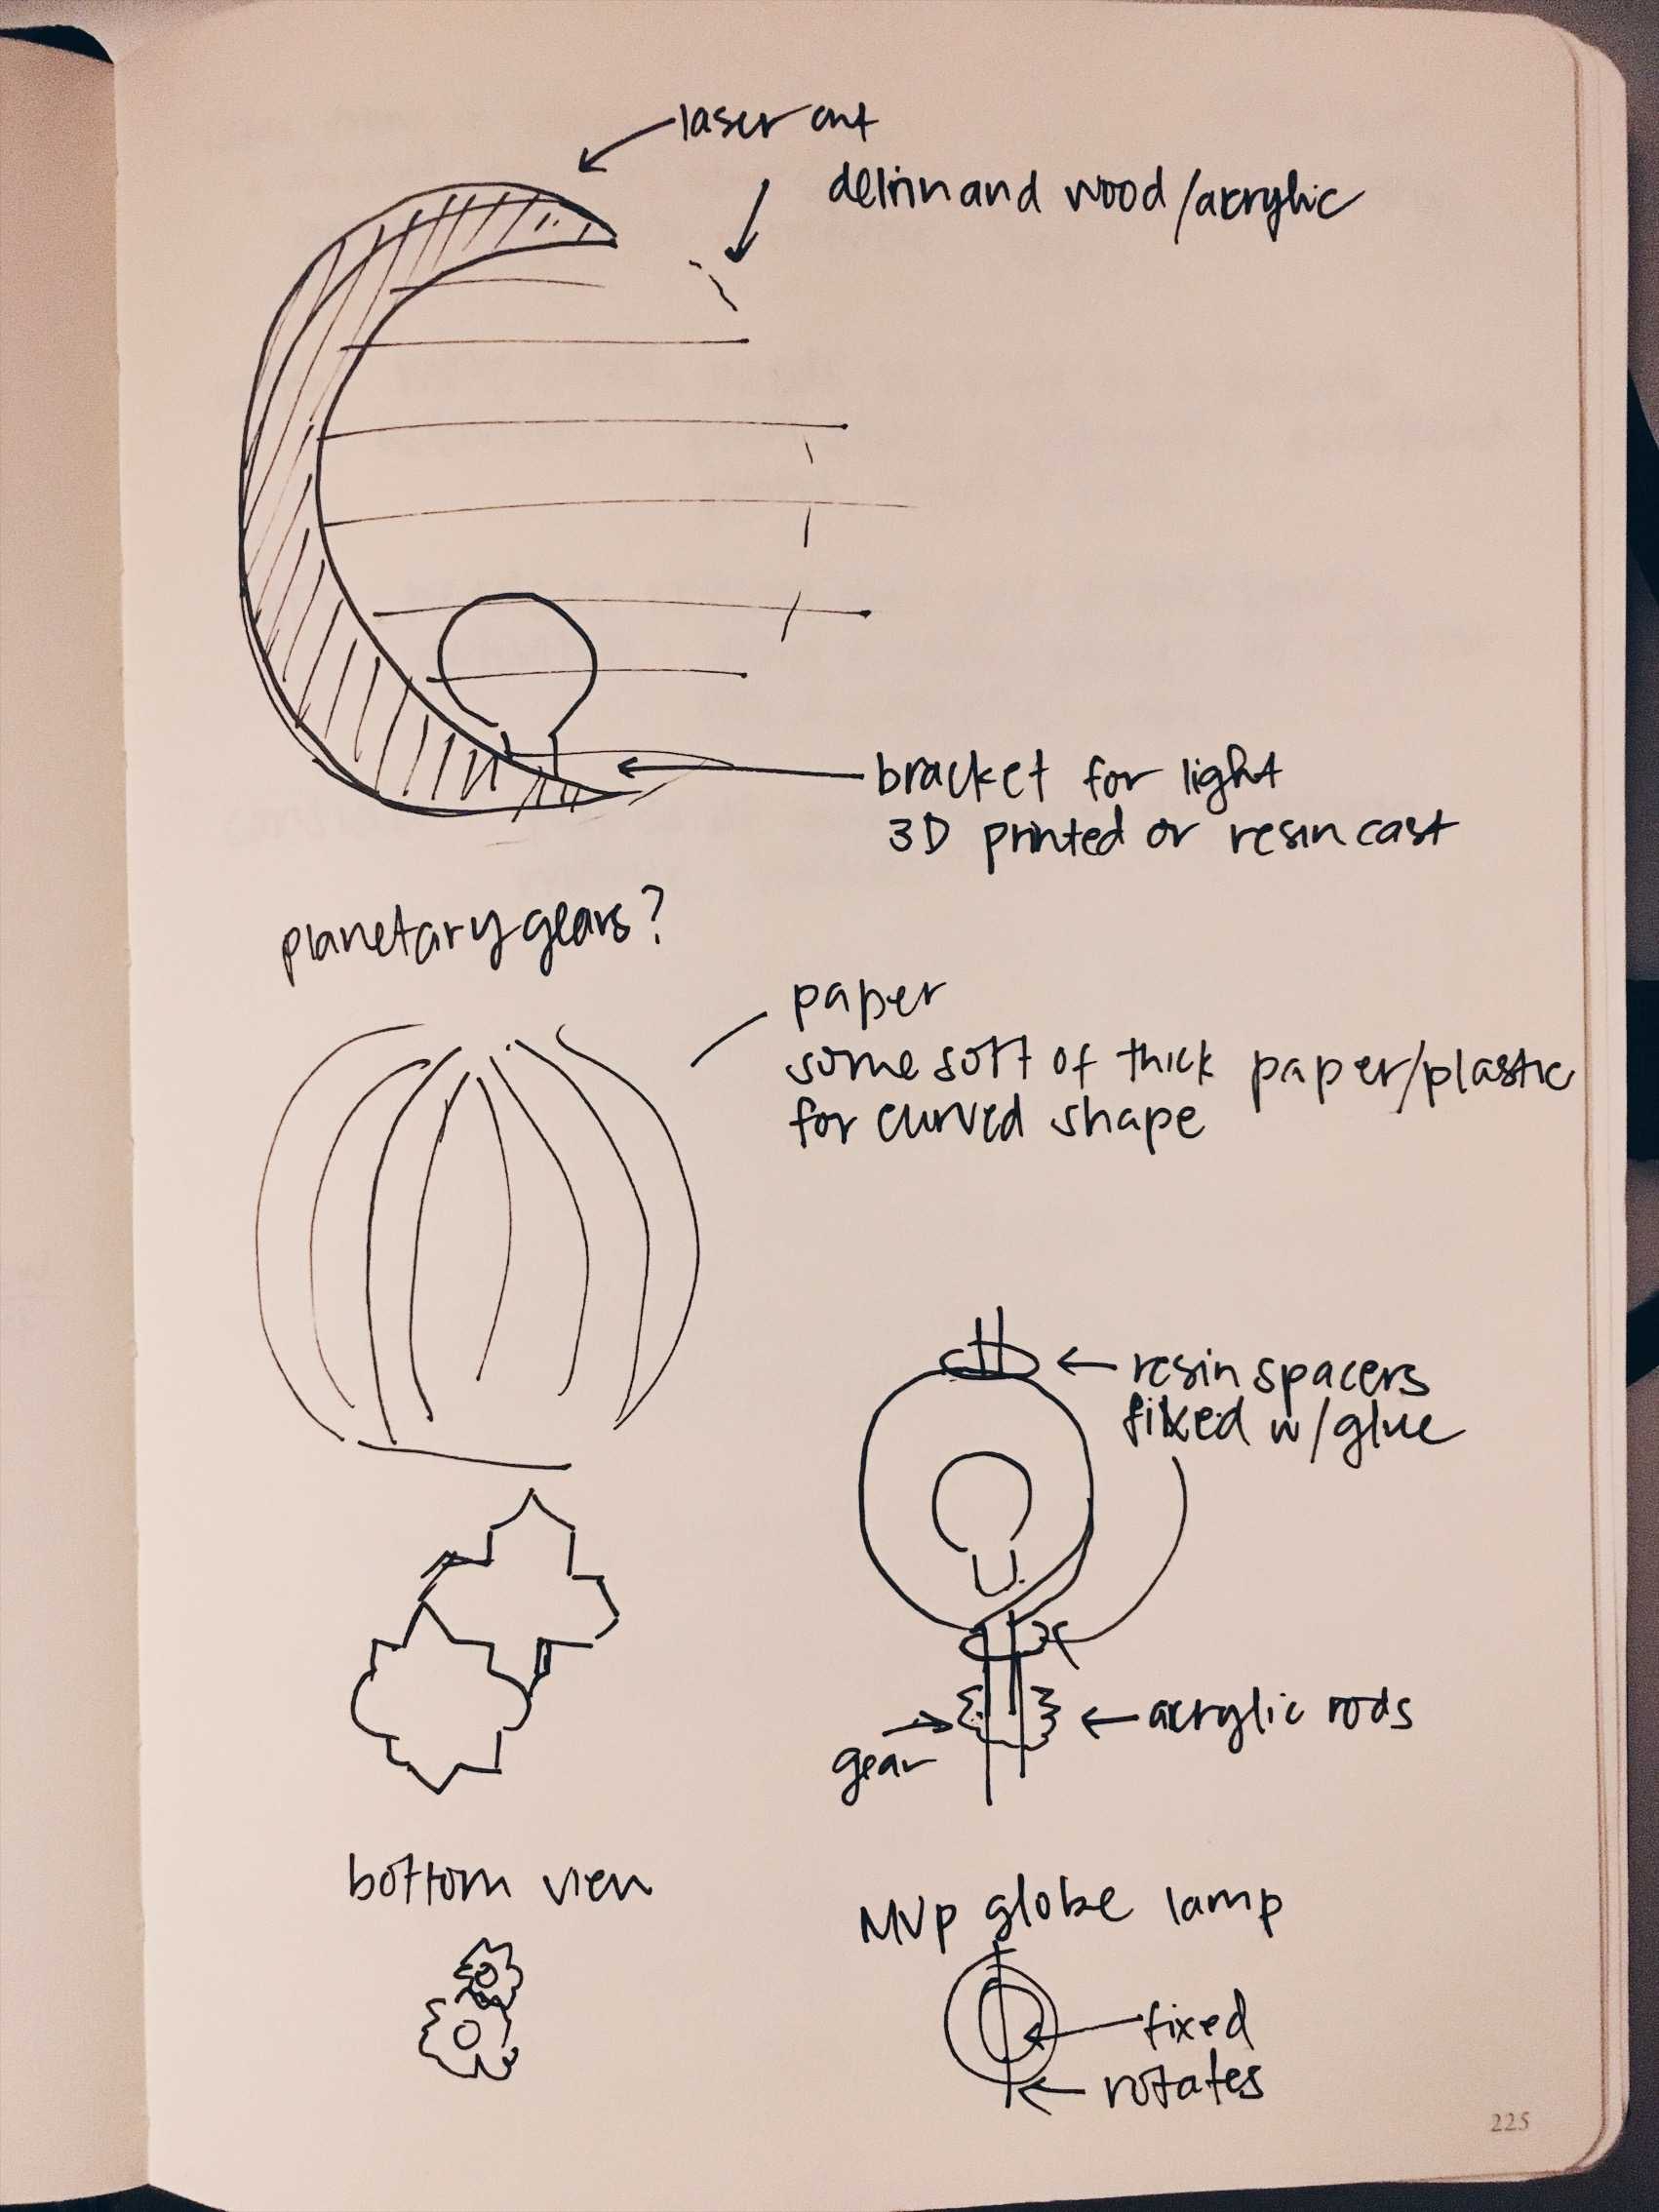 laser cut
delrin and wood/acrylic
bracket for light
3D printed or resin cast
planetary gears?
paper
some sort of thick paper/plastic
for curved shape
resin spacers
fixed w/glue
acrylic rods
gear
bottom view
MVP globe lamp
fixed
rotates
225